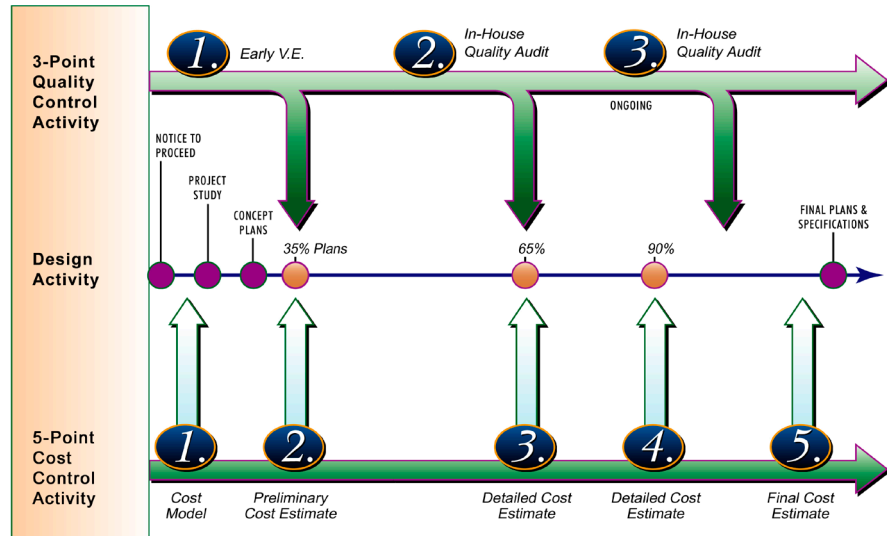 3-Point
Quality
Control
Activity
1.
Early V.E.
2.
In-House
Quality Audit
3.
In-House
Quality Audit
ONGOING
NOTICE TO
PROCEED
PROJECT
STUDY
CONCEPT
PLANS
FINAL PLANS &
SPECIFICATIONS
Design
Activity
35% Plans
65%
90%
5-Point
Cost
Control
Activity
1.
2.
3.
4.
5.
Cost
Model
Preliminary
Cost Estimate
Detailed Cost
Estimate
Detailed Cost
Estimate
Final Cost
Estimate